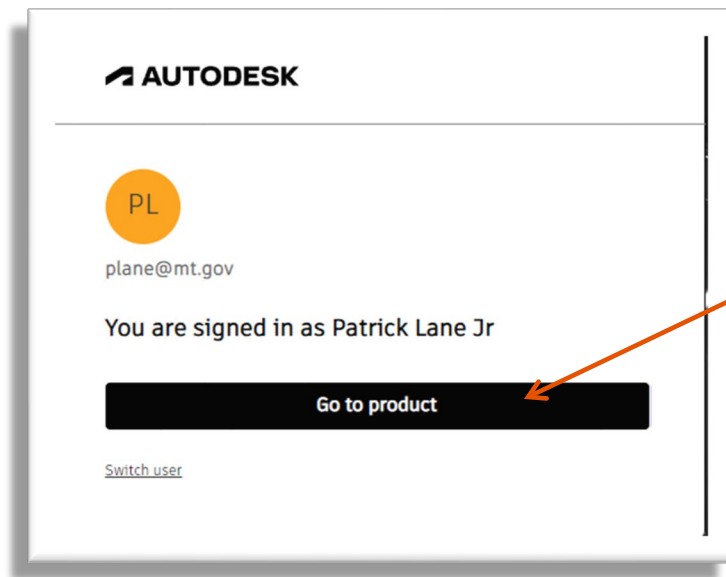 AUTODESK
PL
plane@mt.gov
You are signed in as Patrick Lane Jr
Go to product
Switch user